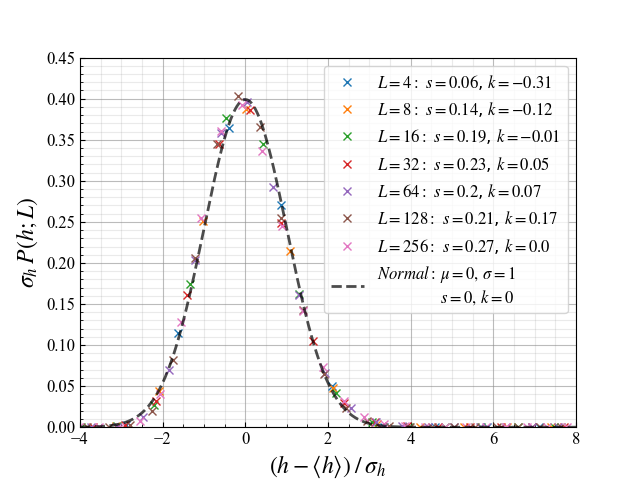 0.45
0.40
0.35
0.30
0.25
0.20
0.15
0.10
0.05
0.00
σ_h P(h; L)
L = 4 : s = 0.06, k = −0.31
L = 8 : s = 0.14, k = −0.12
L = 16 : s = 0.19, k = −0.01
L = 32 : s = 0.23, k = 0.05
L = 64 : s = 0.2, k = 0.07
L = 128 : s = 0.21, k = 0.17
L = 256 : s = 0.27, k = 0.0
Normal : μ = 0, σ = 1
s = 0, k = 0
−4 −2 0 2 4 6 8
(h − ⟨h⟩) / σ_h